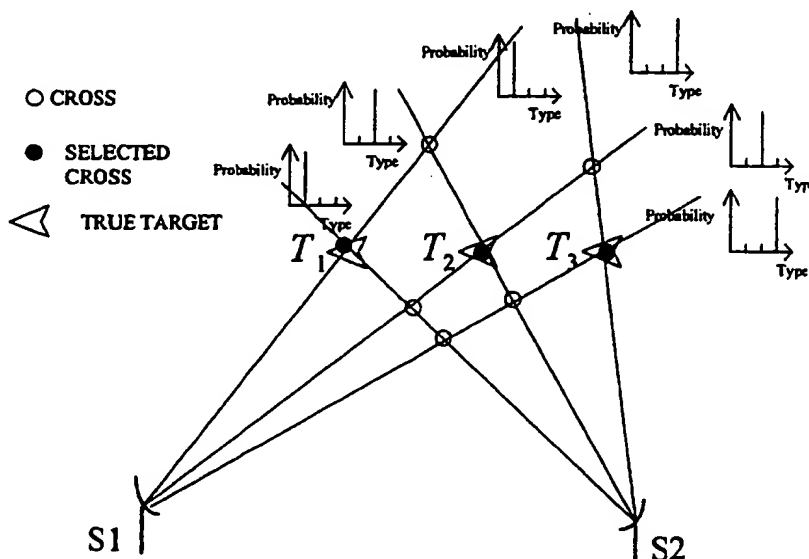 Probability
Type
Probability
Type
Probability
Type
Probability
Type
Probability
Typ
Probability
Type
CROSS
SELECTED
CROSS
TRUE TARGET
T1
T2
T3
S1
S2